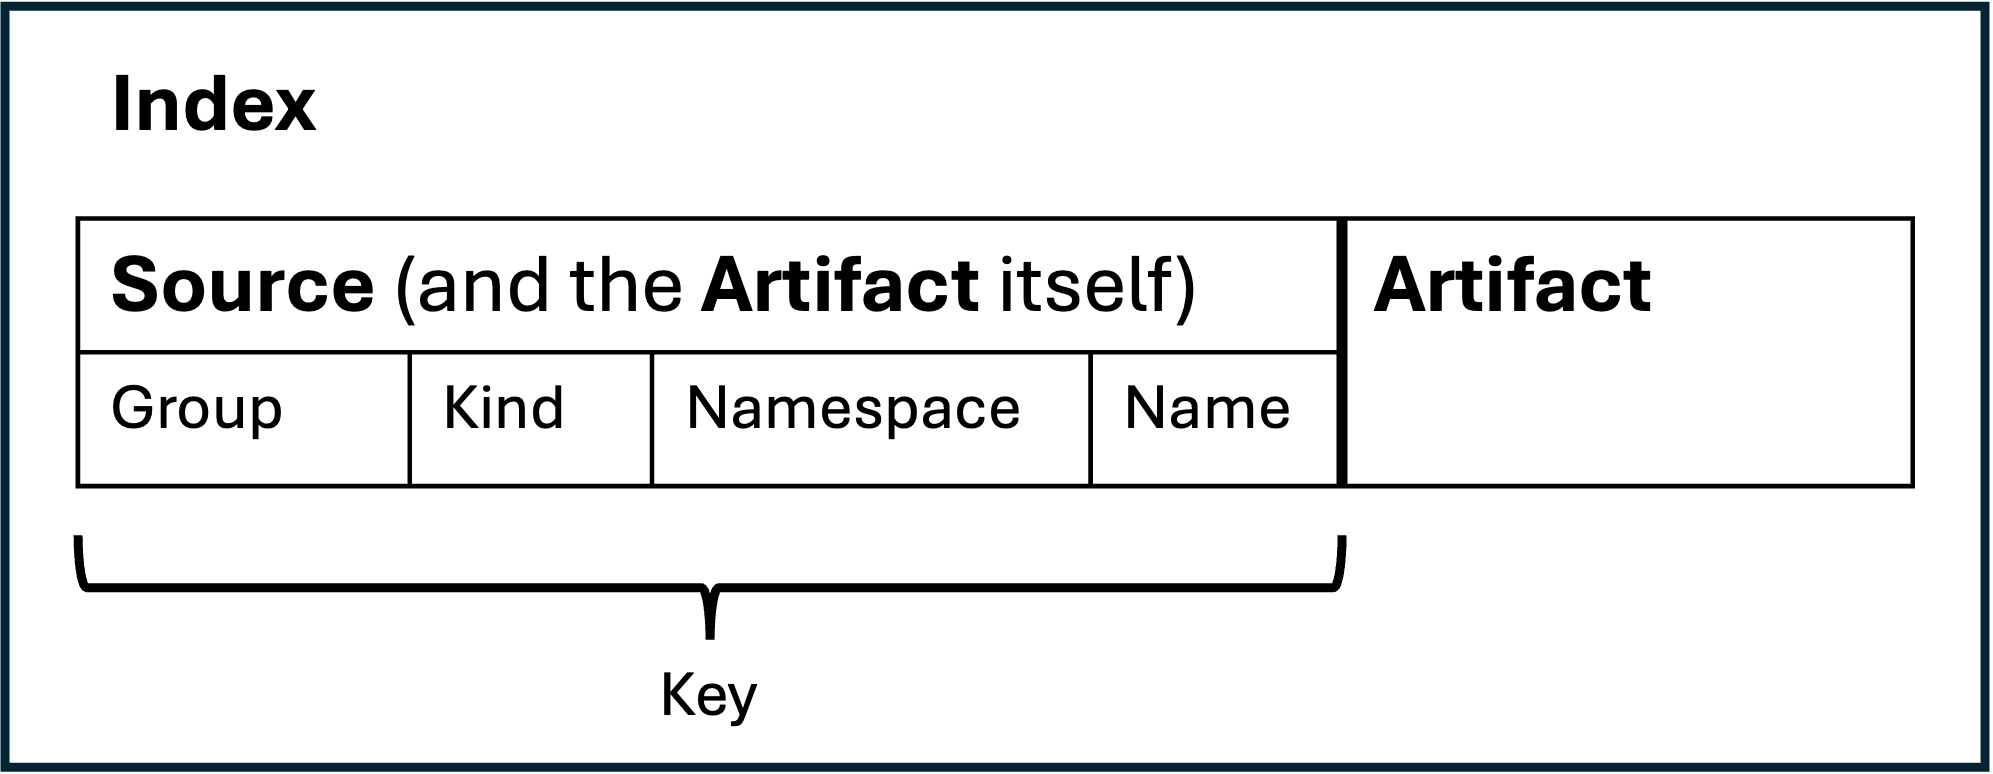 Index
Source (and the Artifact itself)
Artifact
Group
Kind
Namespace
Name
Key